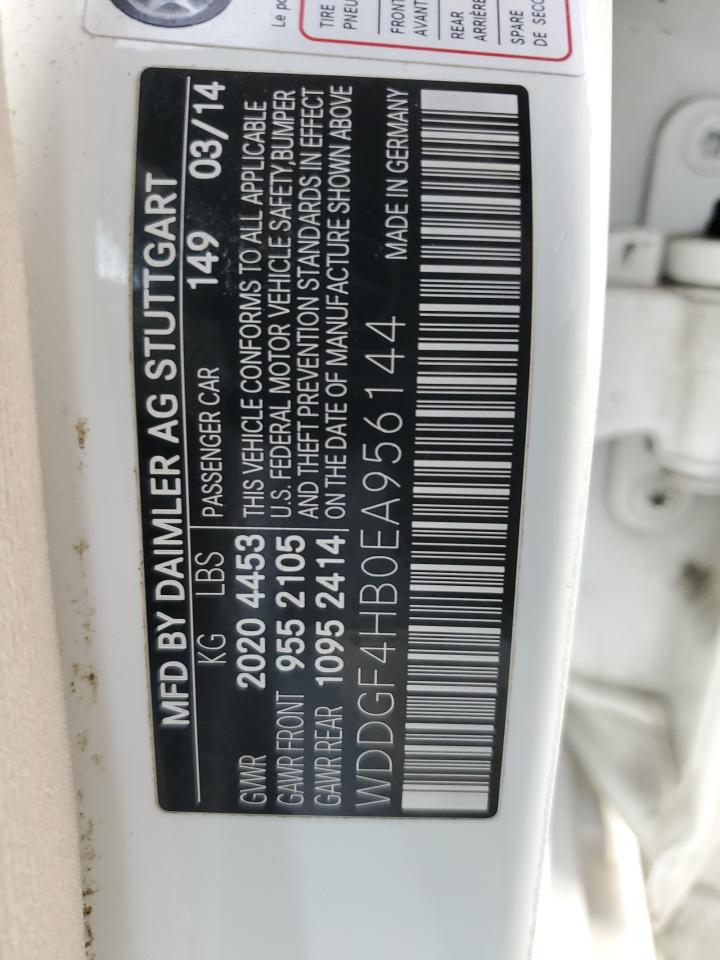 Le
TIRE
PNEU
FRONT
AVANT
REAR
ARRIÈRE
SPARE
DE
MFD BY DAIMLER AG STUTTGART
KG LBS PASSENGER CAR 149 03/14
GVWR 2020 4453 THIS VEHICLE CONFORMS TO ALL APPLICABLE
GAWR FRONT 955 2105 U.S. FEDERAL MOTOR VEHICLE SAFETY,BUMPER
GAWR REAR 1095 2414 AND THEFT PREVENTION STANDARDS IN EFFECT
ON THE DATE OF MANUFACTURE SHOWN ABOVE
WDDGF4HB0EA956144 MADE IN GERMANY